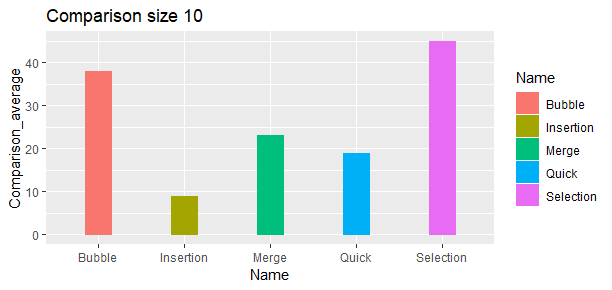 Comparison size 10
Comparison_average
40
30
20
10
0
Bubble Insertion Merge Quick Selection
Name
Name
Bubble
Insertion
Merge
Quick
Selection